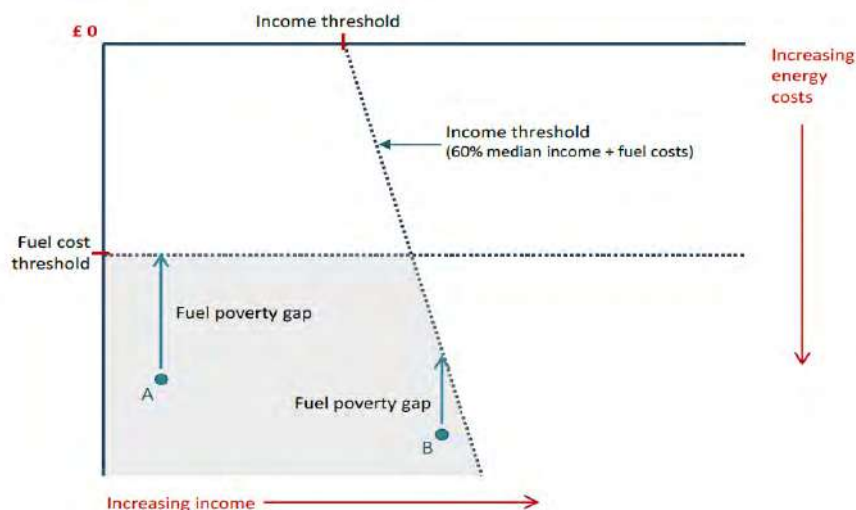 £ 0
Income threshold
Increasing
energy
costs
Income threshold
(60% median income + fuel costs)
Fuel cost
threshold
Fuel poverty gap
A
Fuel poverty gap
B
Increasing income